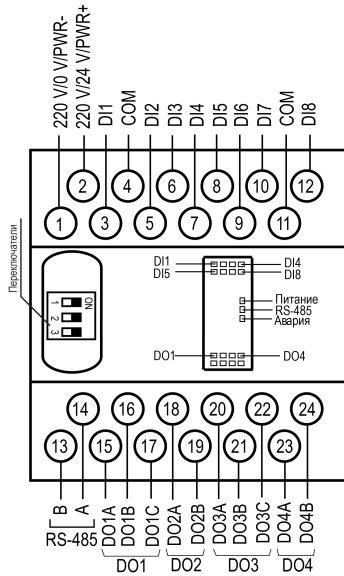 220 V/0 V/PWR-
220 V/24 V/PWR+
DI1
COM
DI2
DI3
DI4
DI5
DI6
DI7
COM
DI8
2 4 6 8 10 12
1 3 5 7 9 11
Переключатели
ON
1
2
3
DI1 DI4
DI5 DI8
Питание
RS-485
Авария
DO1 DO4
14 16 18 20 22 24
13 15 17 19 21 23
B
A
DO1A
DO1B
DO1C
DO2A
DO2B
DO3A
DO3B
DO3C
DO4A
DO4B
RS-485 DO1 DO2 DO3 DO4